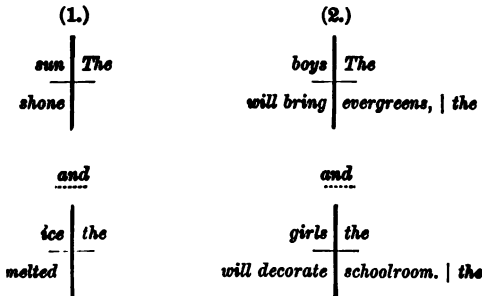 (1.) (2.)
sun | The boys | The
shone | will bring | evergreens, | the
and and
ice | the girls | the
melted | will decorate | schoolroom. | the